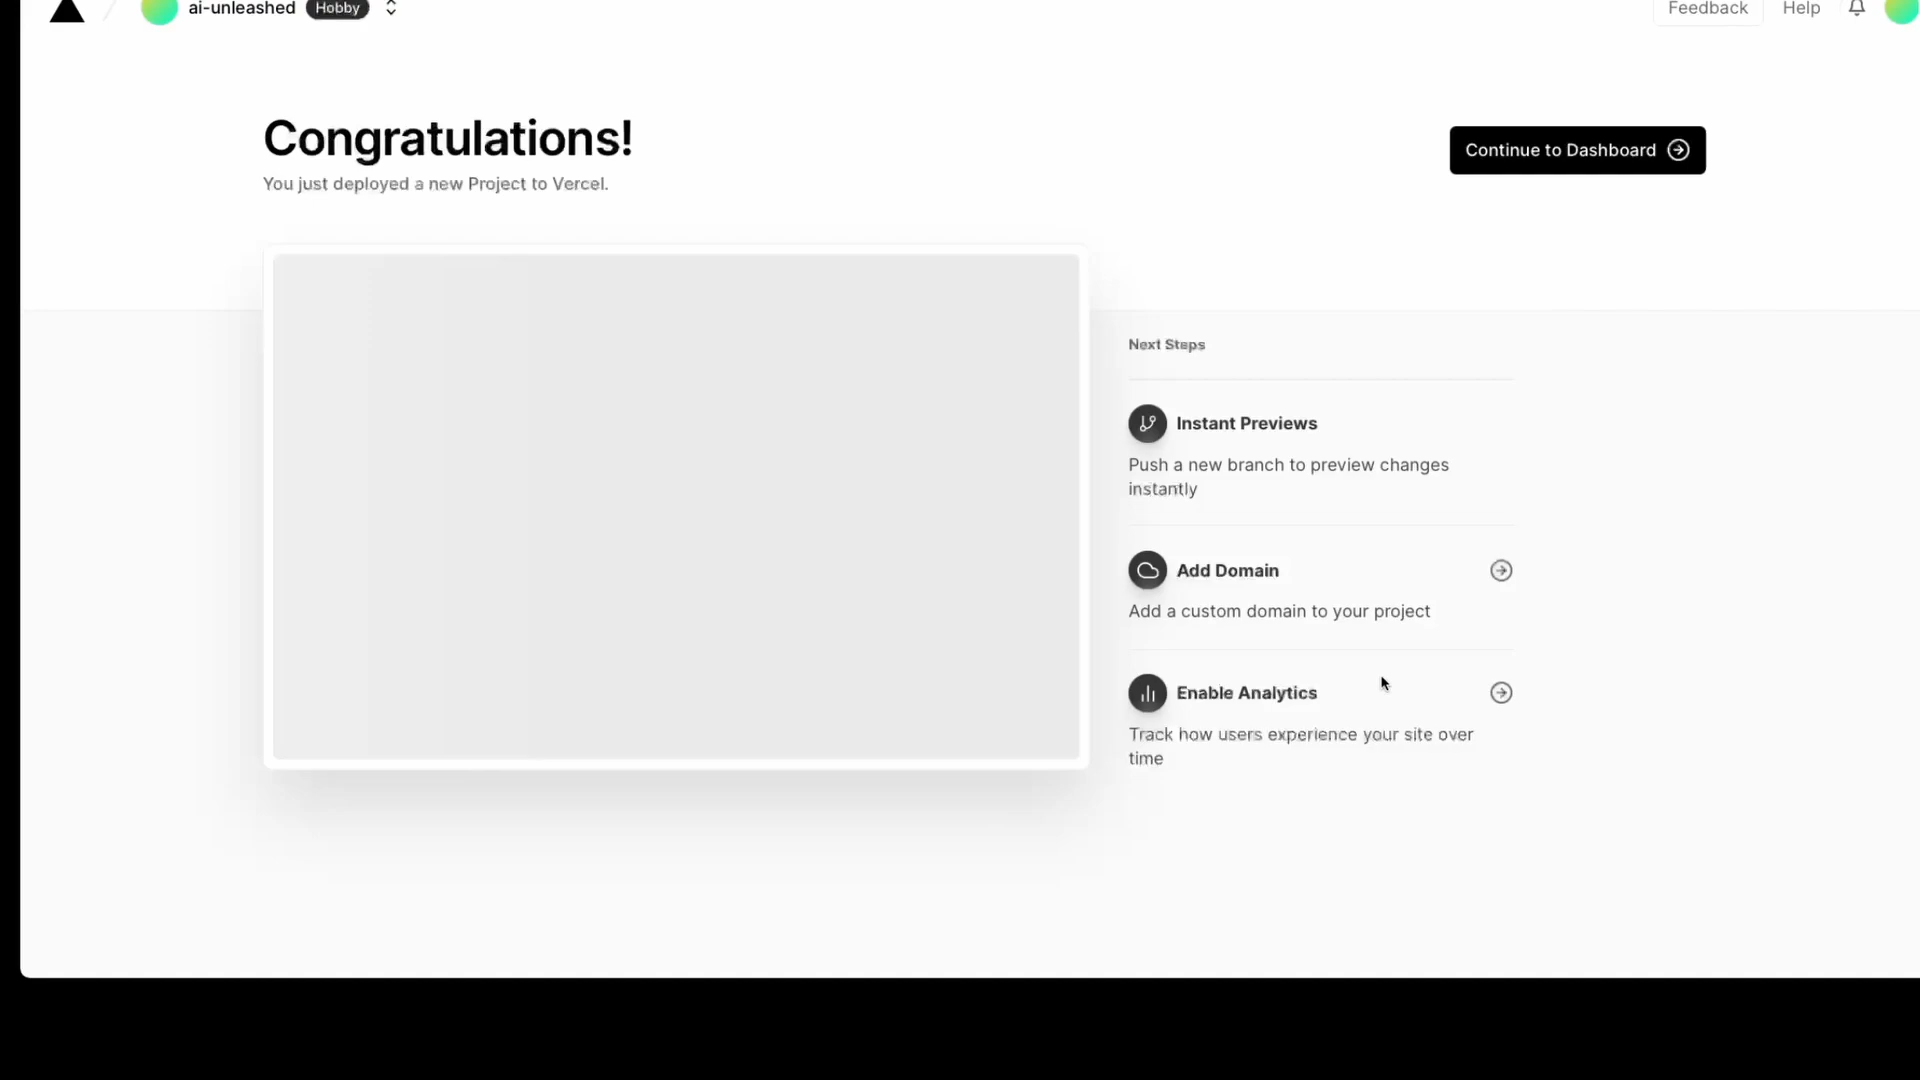 ai-unleashed Hobby
Feedback Help
Congratulations!
You just deployed a new Project to Vercel.
Continue to Dashboard
Next Steps
Instant Previews
Push a new branch to preview changes
instantly
Add Domain
Add a custom domain to your project
Enable Analytics
Track how users experience your site over
time